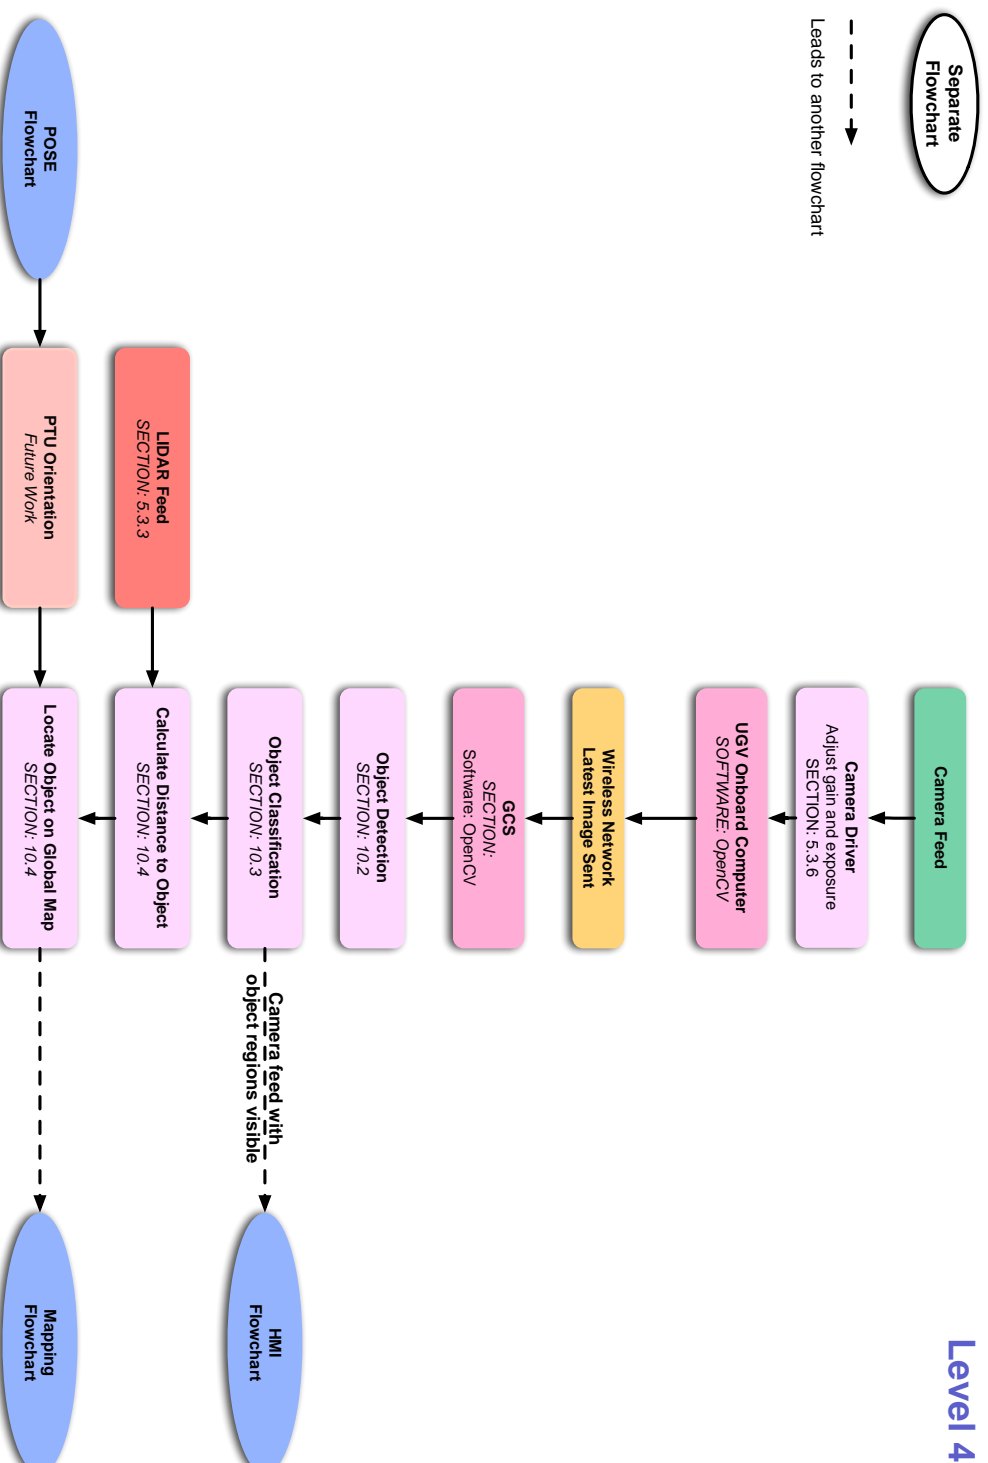 Separate
Flowchart
Leads to another flowchart
Level 4
Camera Feed
Camera Driver
Adjust gain and exposure
SECTION: 5.3.6
UGV Onboard Computer
SOFTWARE: OpenCV
Wireless Network
Latest Image Sent
GCS
SECTION:
Software: OpenCV
Object Detection
SECTION: 10.2
Object Classification
SECTION: 10.3
Camera feed with
object regions visible
HMI
Flowchart
LIDAR Feed
SECTION: 5.3.3
Calculate Distance to Object
SECTION: 10.4
POSE
Flowchart
PTU Orientation
Future Work
Locate Object on Global Map
SECTION: 10.4
Mapping
Flowchart